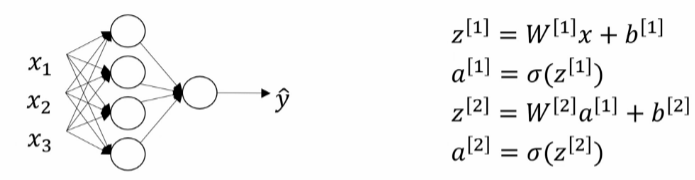 x₁
x₂
x₃
ŷ
z^[1] = W^[1]x + b^[1]
a^[1] = σ(z^[1])
z^[2] = W^[2]a^[1] + b^[2]
a^[2] = σ(z^[2])